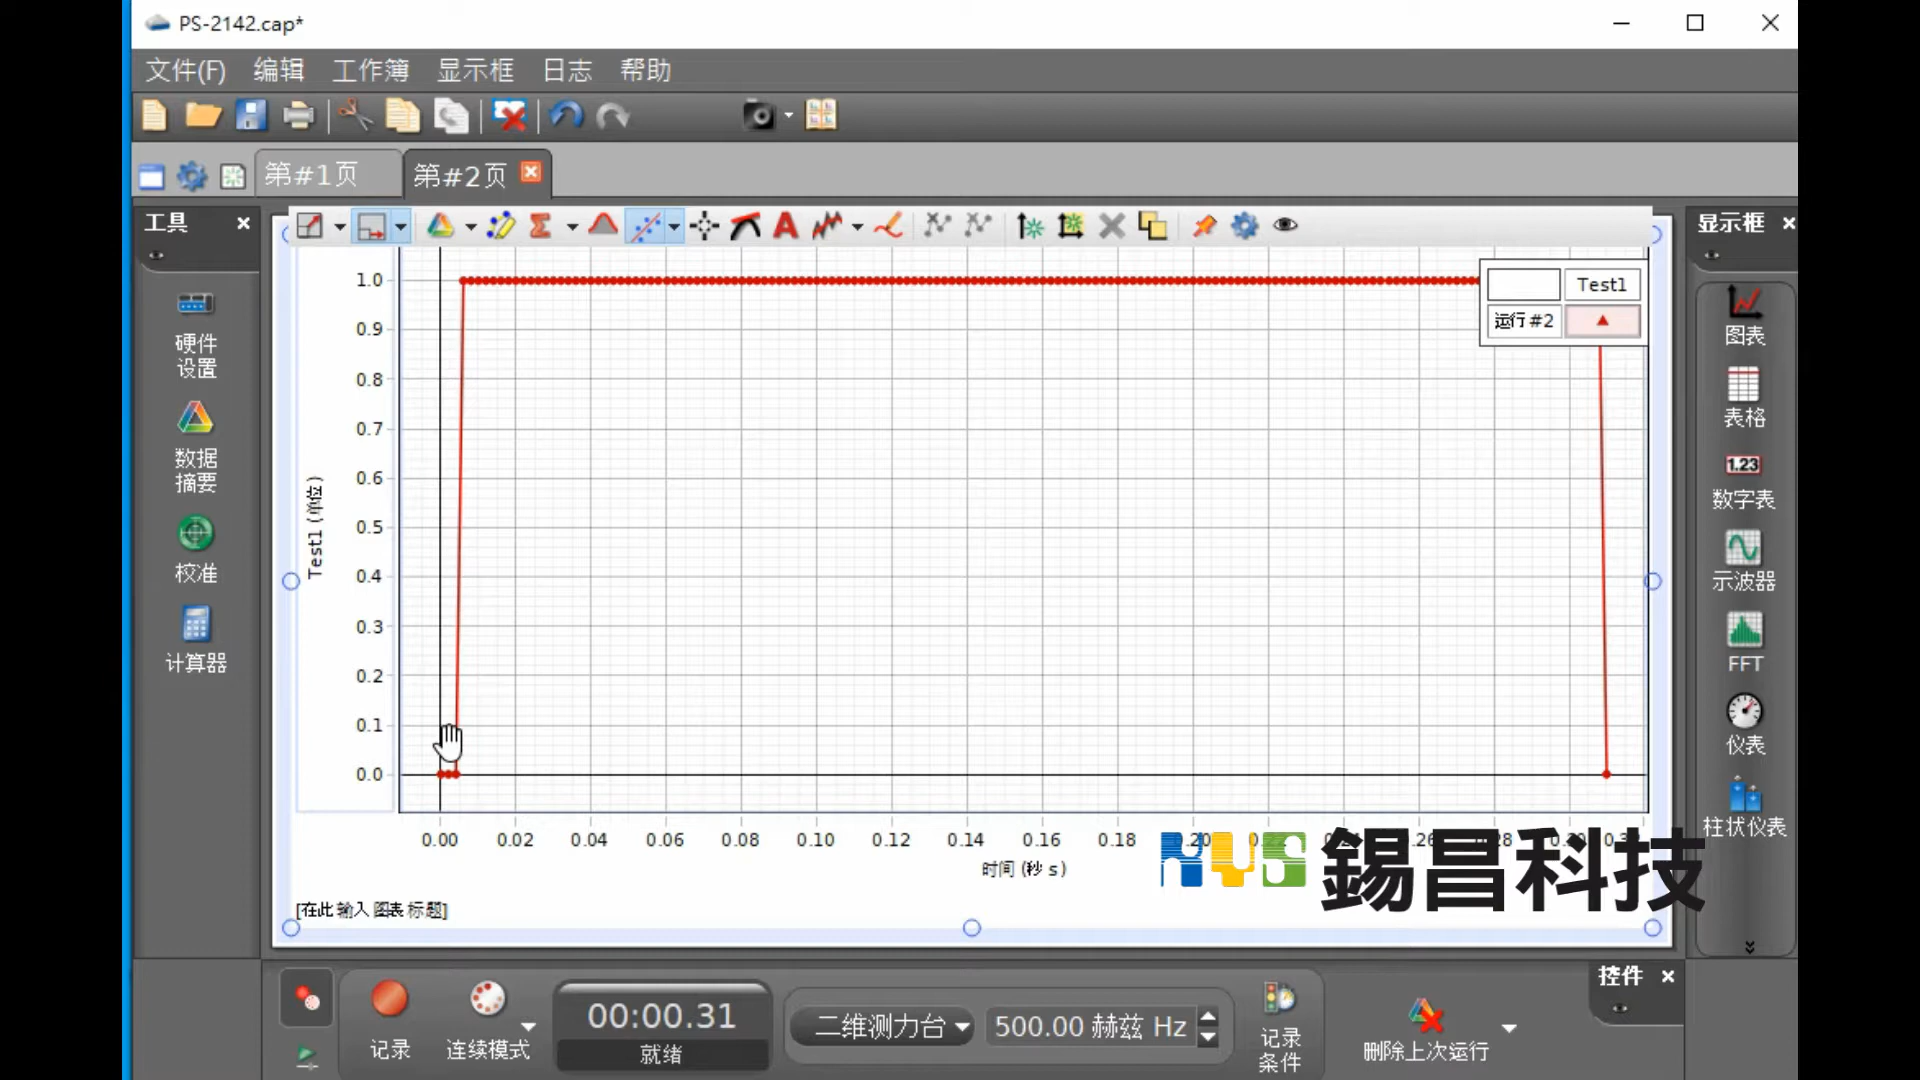 PS-2142.cap*
文件(F) 编辑 工作簿 显示框 日志 帮助
第#1页 第#2页
工具
硬件
设置
数据
摘要
校准
计算器
显示框
图表
表格
1.23
数字表
示波器
FFT
仪表
柱状仪表
Test1
运行 #2
1.0
0.9
0.8
0.7
0.6
0.5
0.4
0.3
0.2
0.1
0.0
Test1 (单位)
0.00 0.02 0.04 0.06 0.08 0.10 0.12 0.14 0.16 0.18 0.20 0.22
时间 (秒 s)
錫昌科技
[在此输入图表标题]
控件
记录
连续模式
00:00.31
就绪
二维测力台
500.00 赫兹 Hz
记录
条件
删除上次运行